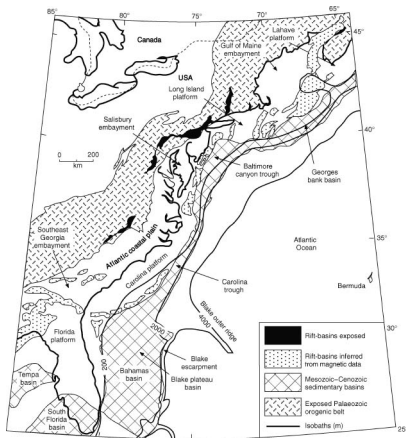 85°
80°
75°
70°
65°
Canada
USA
Lahave
platform
Gulf of Maine
embayment
45°
Long Island
platform
Salisbury
embayment
40°
0 200
km
Baltimore
canyon trough
Georges
bank basin
Southeast
Georgia
embayment
Atlantic coastal plain
Atlantic
Ocean
35°
Carolina platform
Carolina
trough
Bermuda
Blake outer ridge
4000
Florida
platform
200
2000
Blake
escarpment
Blake plateau basin
Bahamas
basin
Tempa
basin
South
Florida
Basin
Rift-basins exposed
Rift-basins inferred
from magnetic data
Mesozoic–Cenozoic
sedimentary basins
Exposed Palaeozoic
orogenic belt
Isobaths (m)
25